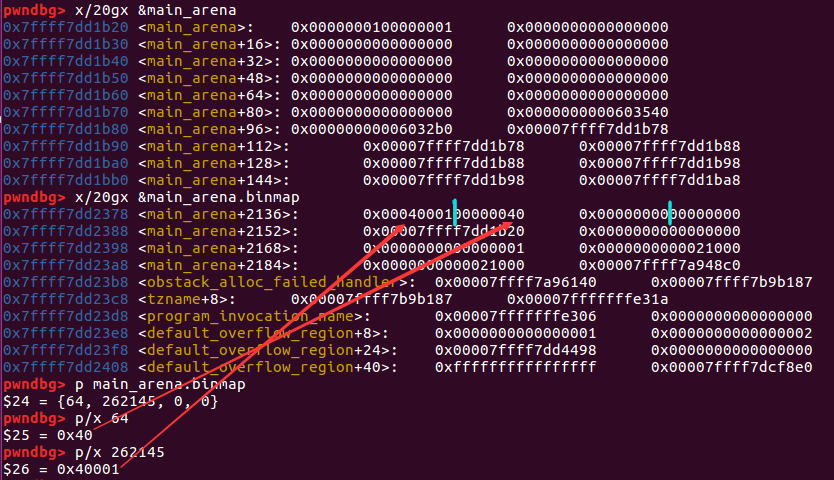 pwndbg> x/20gx &main_arena
0x7ffff7dd1b20 <main_arena>: 0x0000000100000001 0x0000000000000000
0x7ffff7dd1b30 <main_arena+16>: 0x0000000000000000 0x0000000000000000
0x7ffff7dd1b40 <main_arena+32>: 0x0000000000000000 0x0000000000000000
0x7ffff7dd1b50 <main_arena+48>: 0x0000000000000000 0x0000000000000000
0x7ffff7dd1b60 <main_arena+64>: 0x0000000000000000 0x0000000000000000
0x7ffff7dd1b70 <main_arena+80>: 0x0000000000000000 0x0000000000603540
0x7ffff7dd1b80 <main_arena+96>: 0x00000000006032b0 0x00007ffff7dd1b78
0x7ffff7dd1b90 <main_arena+112>: 0x00007ffff7dd1b78 0x00007ffff7dd1b88
0x7ffff7dd1ba0 <main_arena+128>: 0x00007ffff7dd1b88 0x00007ffff7dd1b98
0x7ffff7dd1bb0 <main_arena+144>: 0x00007ffff7dd1b98 0x00007ffff7dd1ba8
pwndbg> x/20gx &main_arena.binmap
0x7ffff7dd2378 <main_arena+2136>: 0x0004000100000040 0x0000000000000000
0x7ffff7dd2388 <main_arena+2152>: 0x00007ffff7dd1b20 0x0000000000000000
0x7ffff7dd2398 <main_arena+2168>: 0x0000000000000001 0x0000000000021000
0x7ffff7dd23a8 <main_arena+2184>: 0x0000000000021000 0x00007ffff7a948c0
0x7ffff7dd23b8 <obstack_alloc_failed_handler>: 0x00007ffff7a96140 0x00007ffff7b9b187
0x7ffff7dd23c8 <tzname+8>: 0x00007ffff7b9b187 0x00007fffffffe31a
0x7ffff7dd23d8 <program_invocation_name>: 0x00007fffffffe306 0x0000000000000000
0x7ffff7dd23e8 <default_overflow_region+8>: 0x0000000000000001 0x0000000000000002
0x7ffff7dd23f8 <default_overflow_region+24>: 0x00007ffff7dd4498 0x0000000000000000
0x7ffff7dd2408 <default_overflow_region+40>: 0xffffffffffffffff 0x00007ffff7dcf8e0
pwndbg> p main_arena.binmap
$24 = {64, 262145, 0, 0}
pwndbg> p/x 64
$25 = 0x40
pwndbg> p/x 262145
$26 = 0x40001